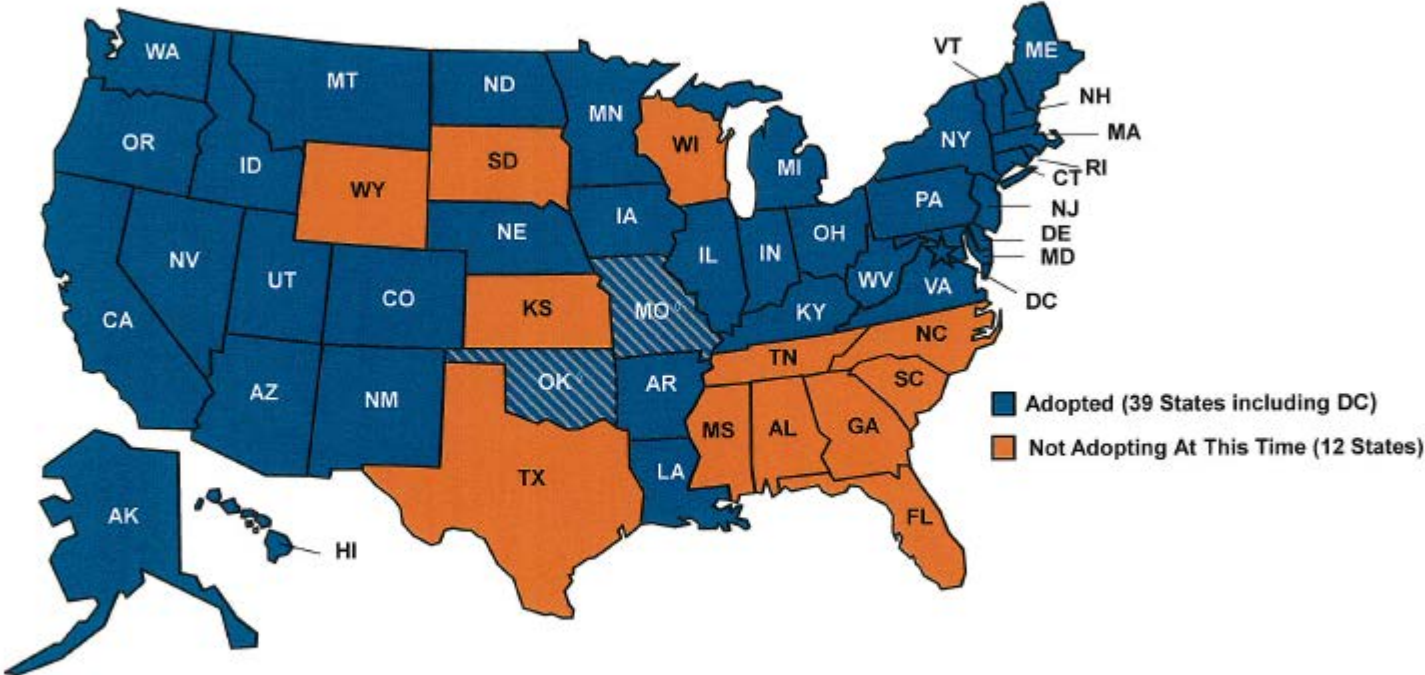 WA
MT
ND
MN
VT
ME
NH
MA
OR
ID
WY
SD
WI
MI
NY
RI
CT
NJ
PA
NE
IA
DE
MD
DC
NV
UT
CO
IL
IN
OH
WV
VA
CA
KS
MO
KY
NC
TN
SC
AZ
NM
OK
AR
MS
AL
GA
Adopted (39 States including DC)
Not Adopting At This Time (12 States)
TX
LA
FL
AK
HI